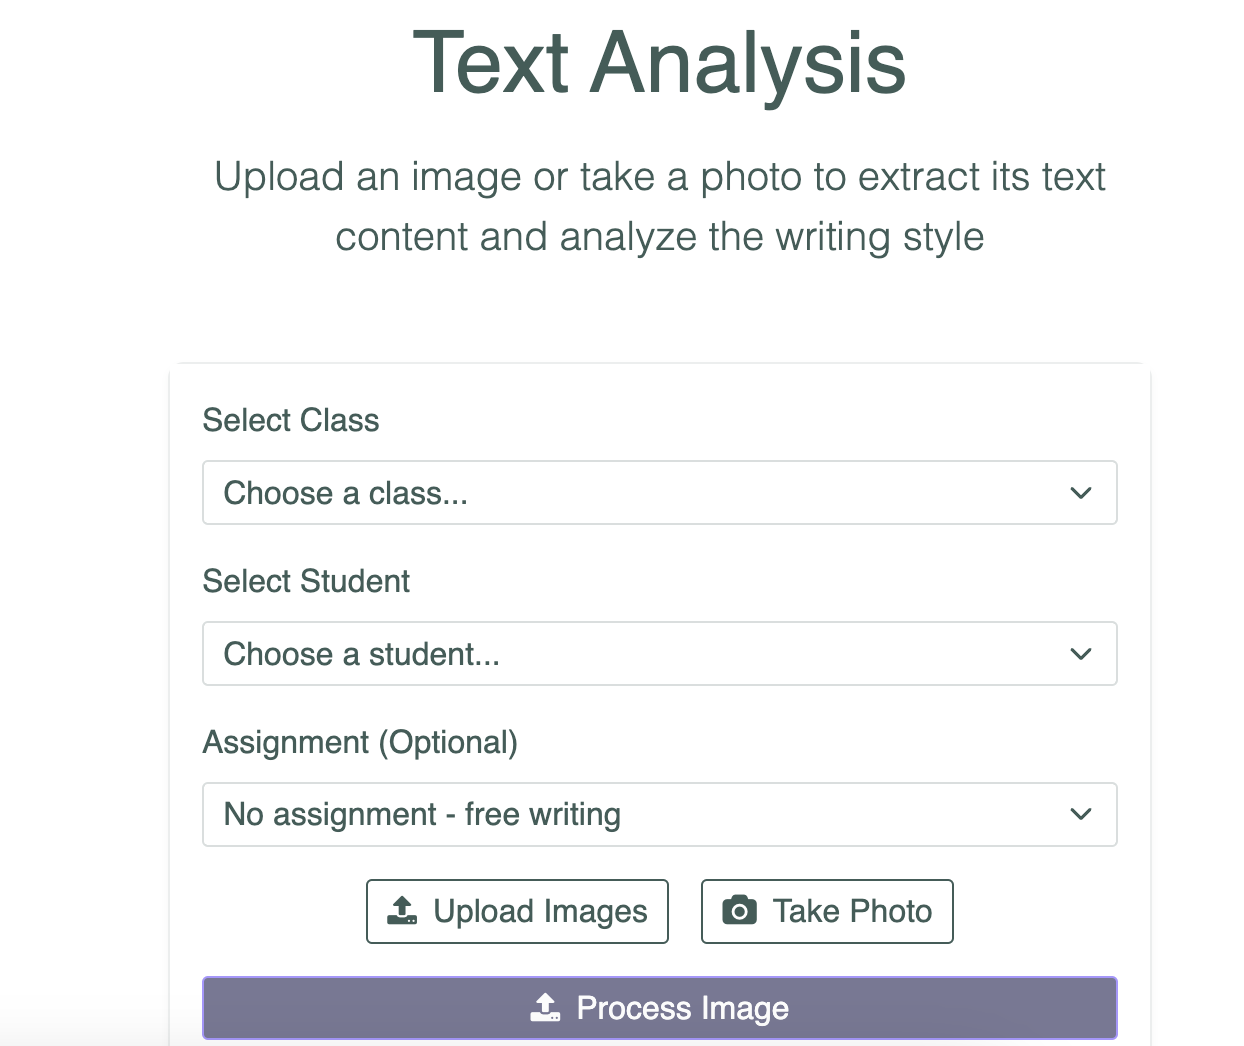 Text Analysis
Upload an image or take a photo to extract its text
content and analyze the writing style
Select Class
Choose a class...
Select Student
Choose a student...
Assignment (Optional)
No assignment - free writing
Upload Images
Take Photo
Process Image